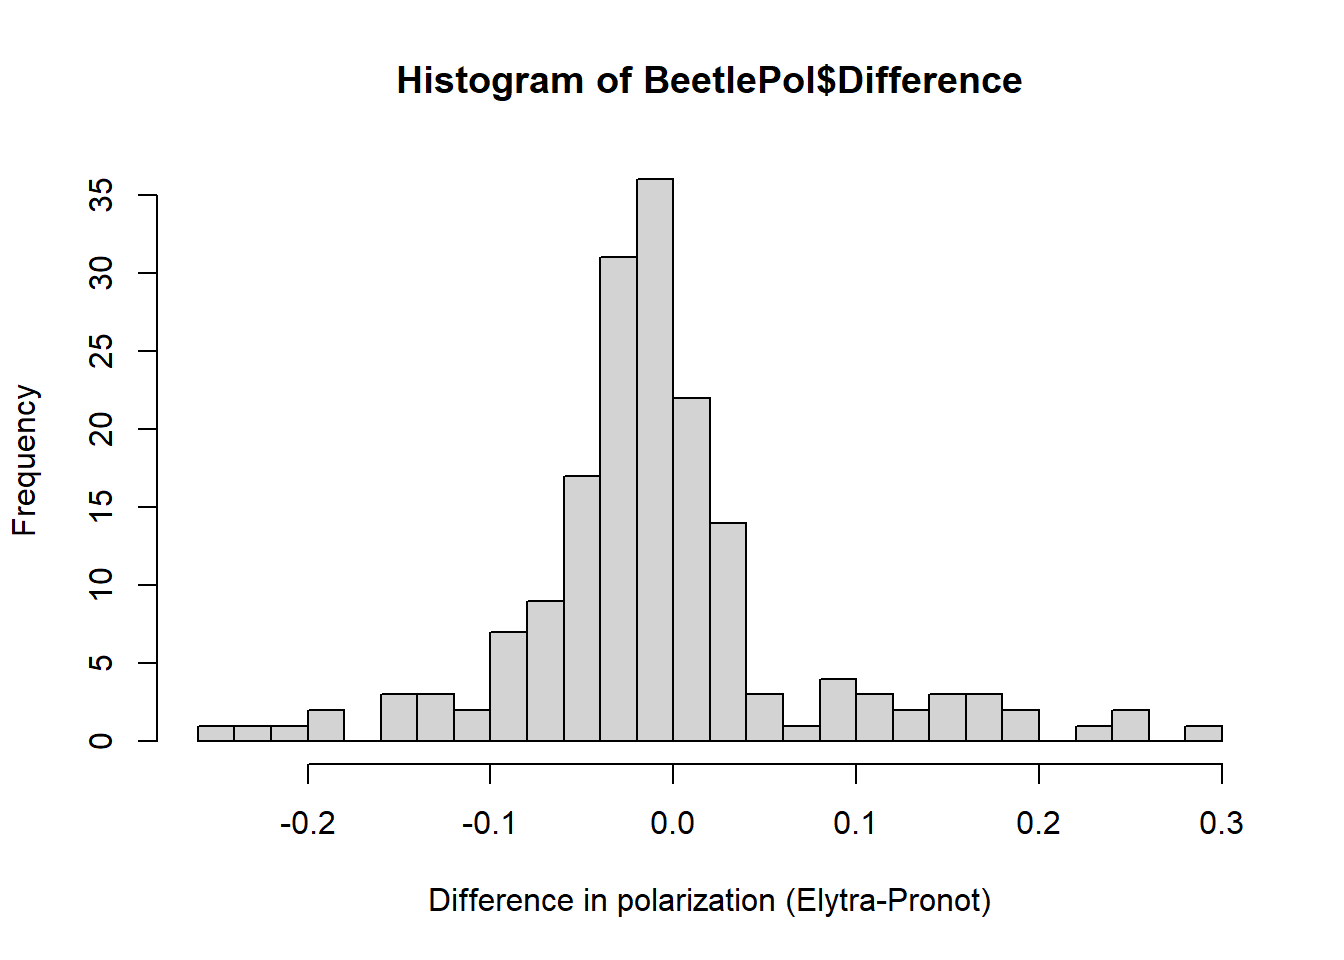 Histogram of BeetlePol$Difference
Frequency
35
30
25
20
15
10
5
0
-0.2 -0.1 0.0 0.1 0.2 0.3
Difference in polarization (Elytra-Pronot)